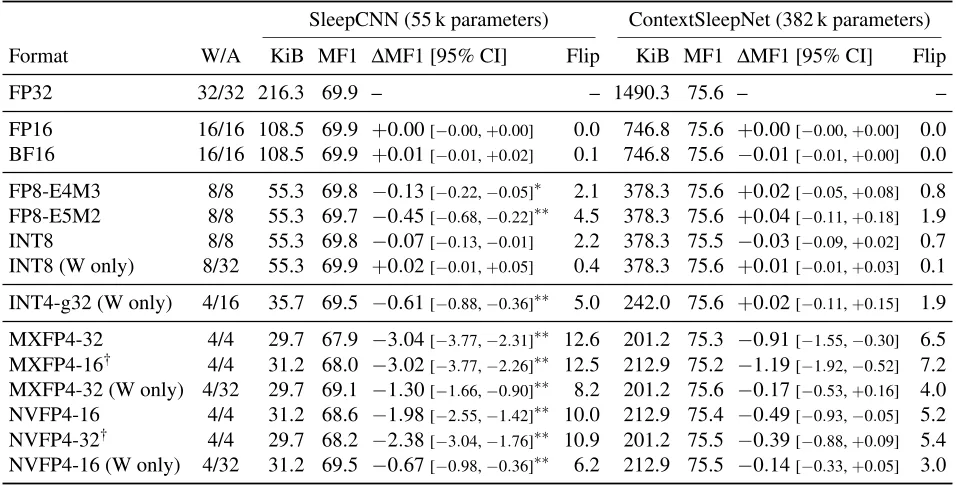 SleepCNN (55 k parameters) ContextSleepNet (382 k parameters)
Format W/A KiB MF1 ΔMF1 [95% CI] Flip KiB MF1 ΔMF1 [95% CI] Flip
FP32 32/32 216.3 69.9 – – 1490.3 75.6 – –
FP16 16/16 108.5 69.9 +0.00 [−0.00, +0.00] 0.0 746.8 75.6 +0.00 [−0.00, +0.00] 0.0
BF16 16/16 108.5 69.9 +0.01 [−0.01, +0.02] 0.1 746.8 75.6 −0.01 [−0.01, +0.00] 0.0
FP8-E4M3 8/8 55.3 69.8 −0.13 [−0.22, −0.05]* 2.1 378.3 75.6 +0.02 [−0.05, +0.08] 0.8
FP8-E5M2 8/8 55.3 69.7 −0.45 [−0.68, −0.22]** 4.5 378.3 75.6 +0.04 [−0.11, +0.18] 1.9
INT8 8/8 55.3 69.8 −0.07 [−0.13, −0.01] 2.2 378.3 75.5 −0.03 [−0.09, +0.02] 0.7
INT8 (W only) 8/32 55.3 69.9 +0.02 [−0.01, +0.05] 0.4 378.3 75.6 +0.01 [−0.01, +0.03] 0.1
INT4-g32 (W only) 4/16 35.7 69.5 −0.61 [−0.88, −0.36]** 5.0 242.0 75.6 +0.02 [−0.11, +0.15] 1.9
MXFP4-32 4/4 29.7 67.9 −3.04 [−3.77, −2.31]** 12.6 201.2 75.3 −0.91 [−1.55, −0.30] 6.5
MXFP4-16† 4/4 31.2 68.0 −3.02 [−3.77, −2.26]** 12.5 212.9 75.2 −1.19 [−1.92, −0.52] 7.2
MXFP4-32 (W only) 4/32 29.7 69.1 −1.30 [−1.66, −0.90]** 8.2 201.2 75.6 −0.17 [−0.53, +0.16] 4.0
NVFP4-16 4/4 31.2 68.6 −1.98 [−2.55, −1.42]** 10.0 212.9 75.4 −0.49 [−0.93, −0.05] 5.2
NVFP4-32† 4/4 29.7 68.2 −2.38 [−3.04, −1.76]** 10.9 201.2 75.5 −0.39 [−0.88, +0.09] 5.4
NVFP4-16 (W only) 4/32 31.2 69.5 −0.67 [−0.98, −0.36]** 6.2 212.9 75.5 −0.14 [−0.33, +0.05] 3.0